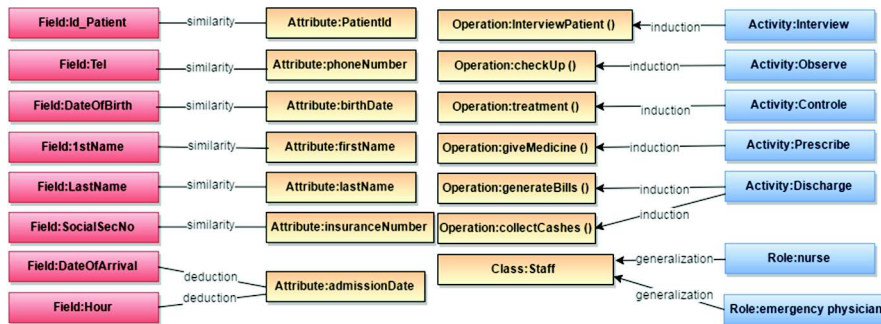 Field:Id_Patient similarity Attribute:PatientId Operation:InterviewPatient () induction Activity:Interview
Field:Tel similarity Attribute:phoneNumber Operation:checkUp () induction Activity:Observe
Field:DateOfBirth similarity Attribute:birthDate Operation:treatment () induction Activity:Controle
Field:1stName similarity Attribute:firstName Operation:giveMedicine () induction Activity:Prescribe
Field:LastName similarity Attribute:lastName Operation:generateBills () induction Activity:Discharge
Field:SocialSecNo similarity Attribute:insuranceNumber Operation:collectCashes () induction
Field:DateOfArrival deduction Attribute:admissionDate Class:Staff generalization Role:nurse
Field:Hour deduction generalization Role:emergency physician